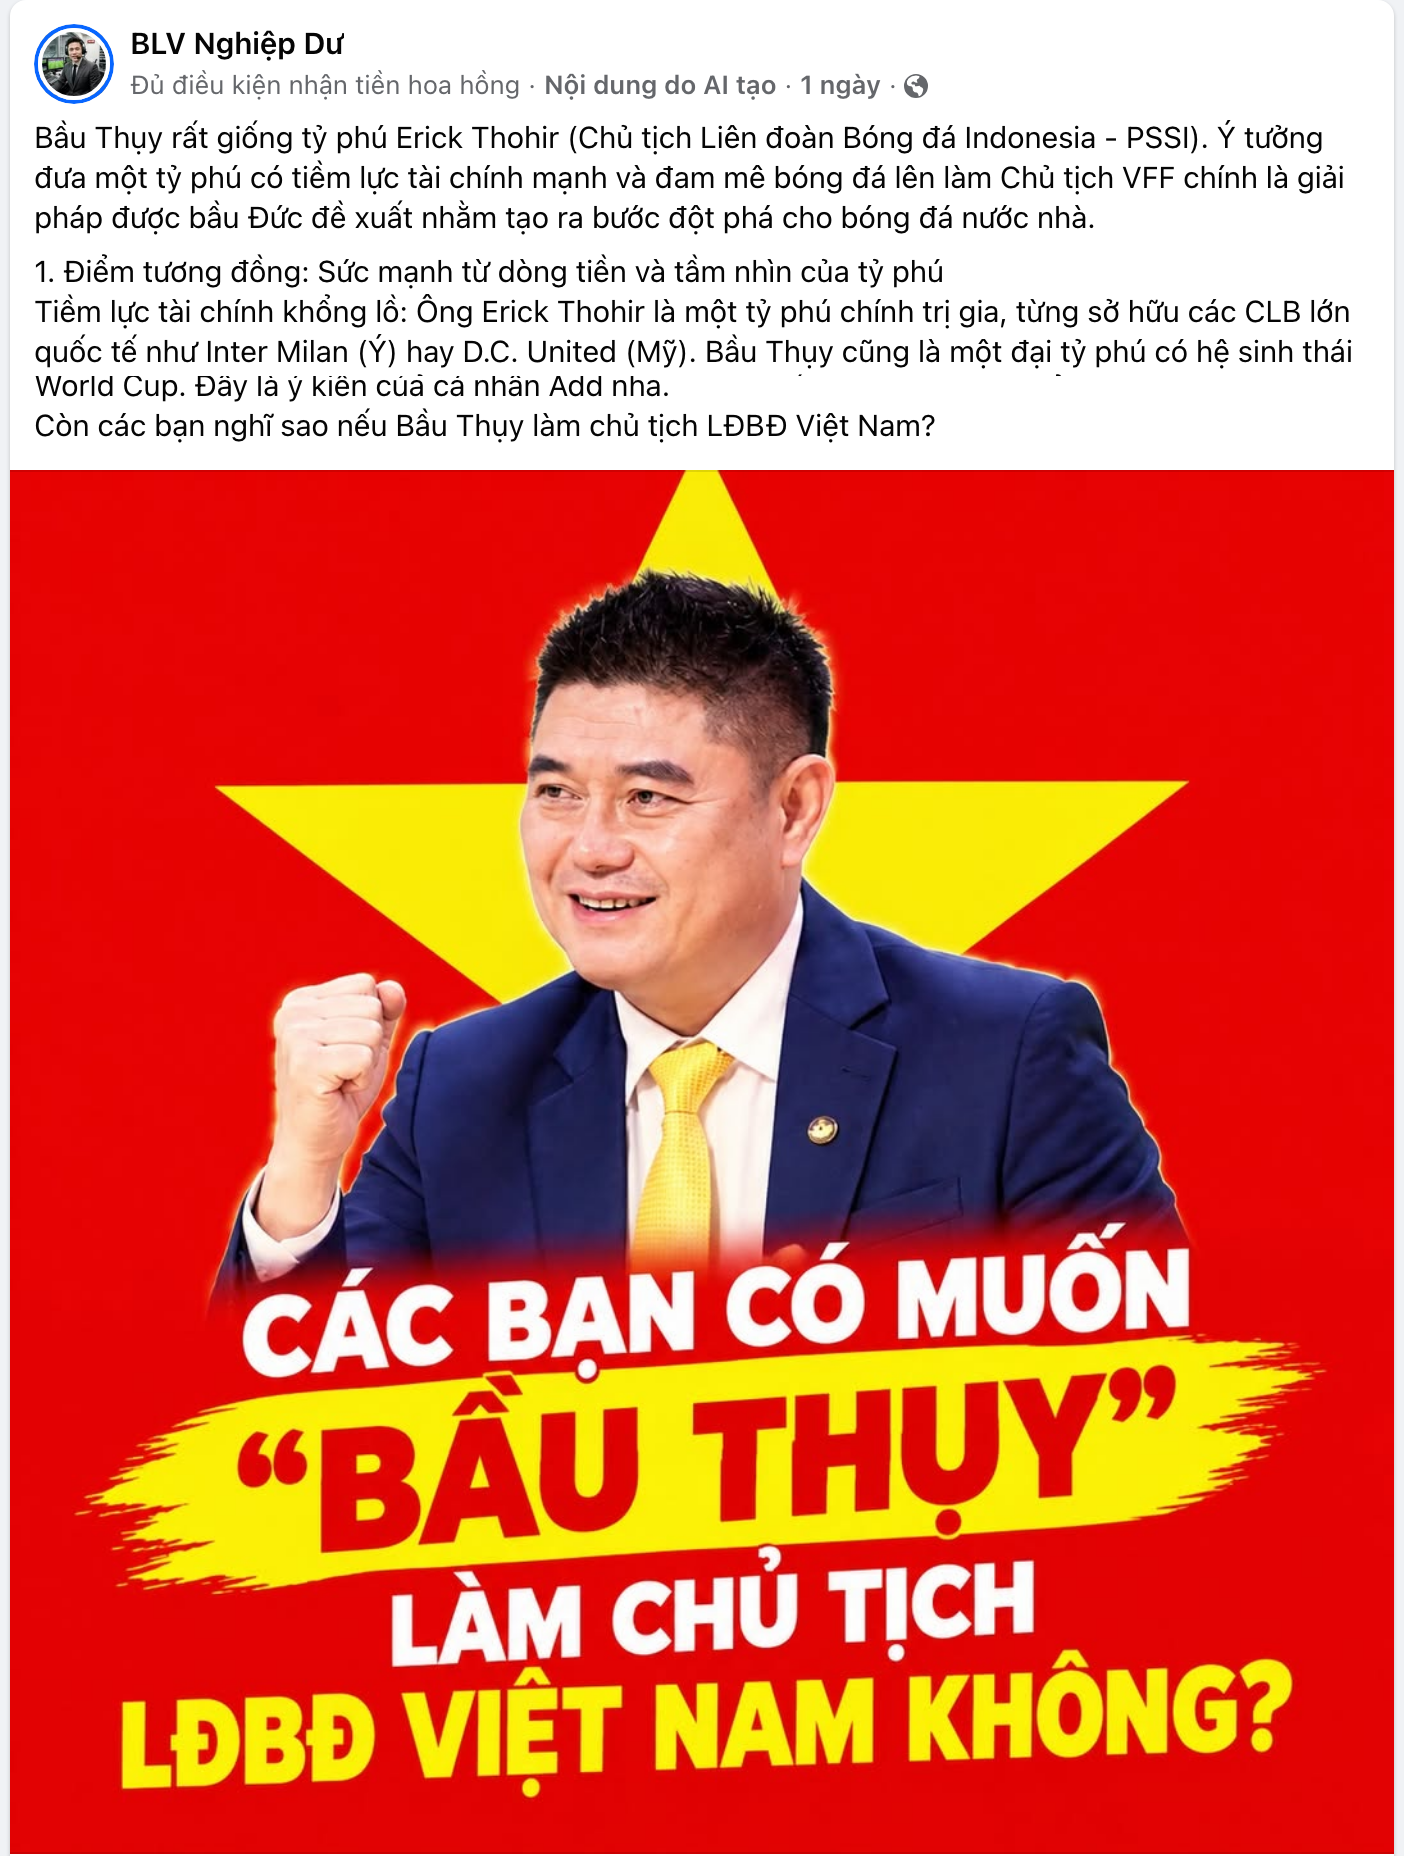 BLV Nghiệp Dư
Đủ điều kiện nhận tiền hoa hồng · Nội dung do AI tạo · 1 ngày ·
Bầu Thụy rất giống tỷ phú Erick Thohir (Chủ tịch Liên đoàn Bóng đá Indonesia - PSSI). Ý tưởng
đưa một tỷ phú có tiềm lực tài chính mạnh và đam mê bóng đá lên làm Chủ tịch VFF chính là giải
pháp được bầu Đức đề xuất nhằm tạo ra bước đột phá cho bóng đá nước nhà.
1. Điểm tương đồng: Sức mạnh từ dòng tiền và tầm nhìn của tỷ phú
Tiềm lực tài chính khổng lồ: Ông Erick Thohir là một tỷ phú chính trị gia, từng sở hữu các CLB lớn
quốc tế như Inter Milan (Ý) hay D.C. United (Mỹ). Bầu Thụy cũng là một đại tỷ phú có hệ sinh thái
World Cup. Đây là ý kiến của cá nhân Add nha.
Còn các bạn nghĩ sao nếu Bầu Thụy làm chủ tịch LĐBĐ Việt Nam?
CÁC BẠN CÓ MUỐN
“BẦU THỤY”
LÀM CHỦ TỊCH
LĐBĐ VIỆT NAM KHÔNG?